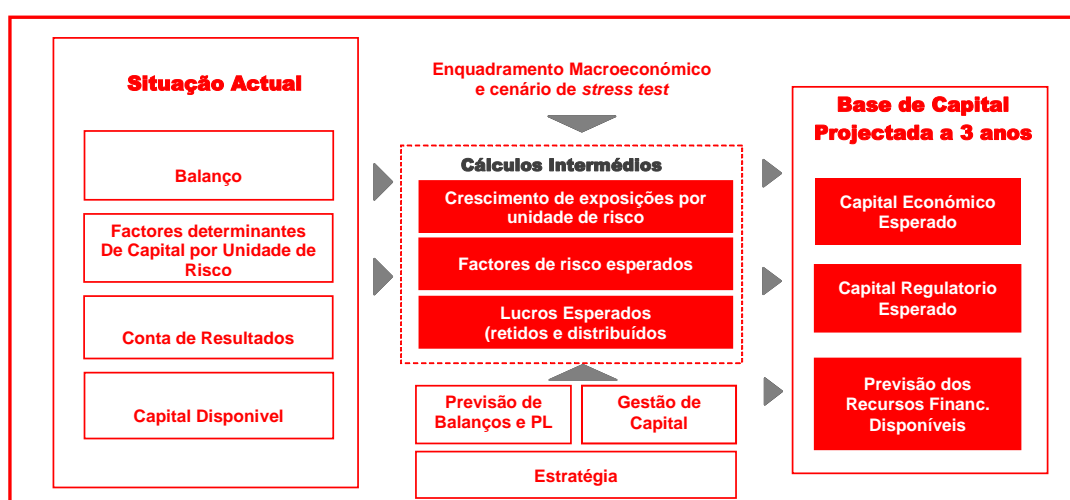 Situação Actual
Balanço
Factores determinantes
De Capital por Unidade de
Risco
Conta de Resultados
Capital Disponivel
Enquadramento Macroeconómico
e cenário de stress test
Cálculos Intermédios
Crescimento de exposições por
unidade de risco
Factores de risco esperados
Lucros Esperados
(retidos e distribuídos
Previsão de
Balanços e PL
Gestão de
Capital
Estratégia
Base de Capital
Projectada a 3 anos
Capital Económico
Esperado
Capital Regulatorio
Esperado
Previsão dos
Recursos Financ.
Disponíveis